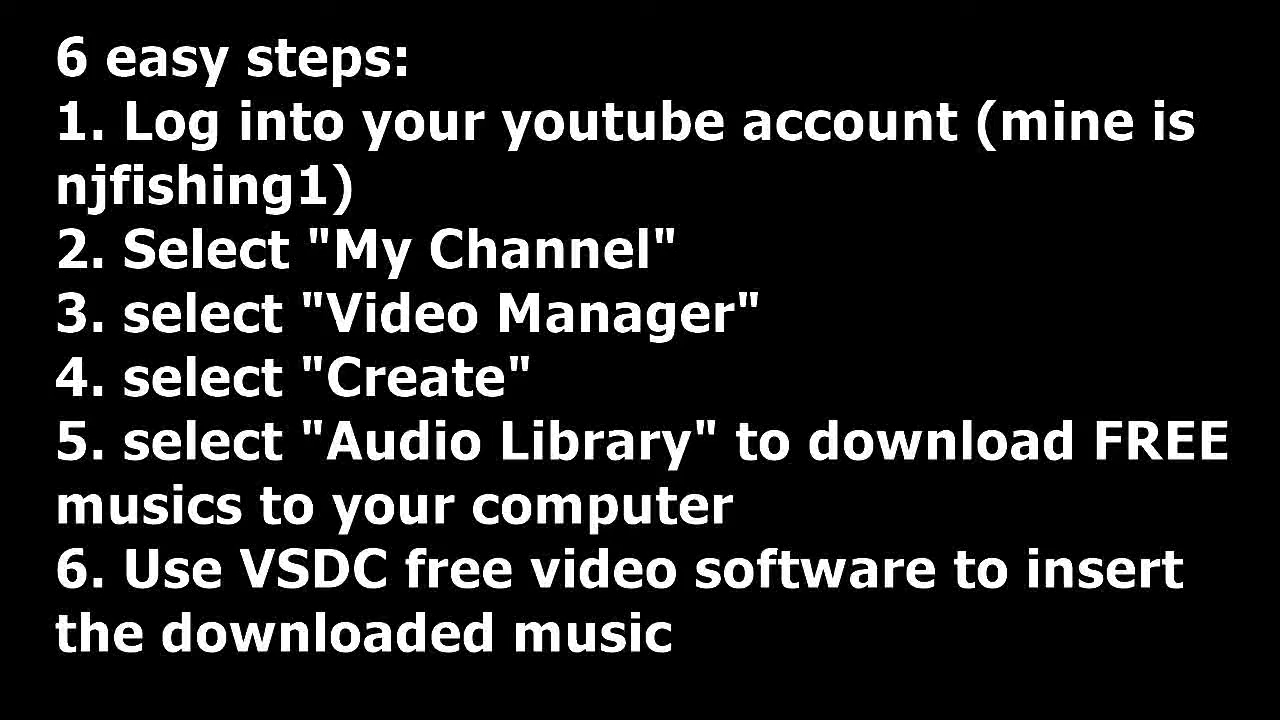 6 easy steps:
1. Log into your youtube account (mine is
njfishing1)
2. Select "My Channel"
3. select "Video Manager"
4. select "Create"
5. select "Audio Library" to download FREE
musics to your computer
6. Use VSDC free video software to insert
the downloaded music